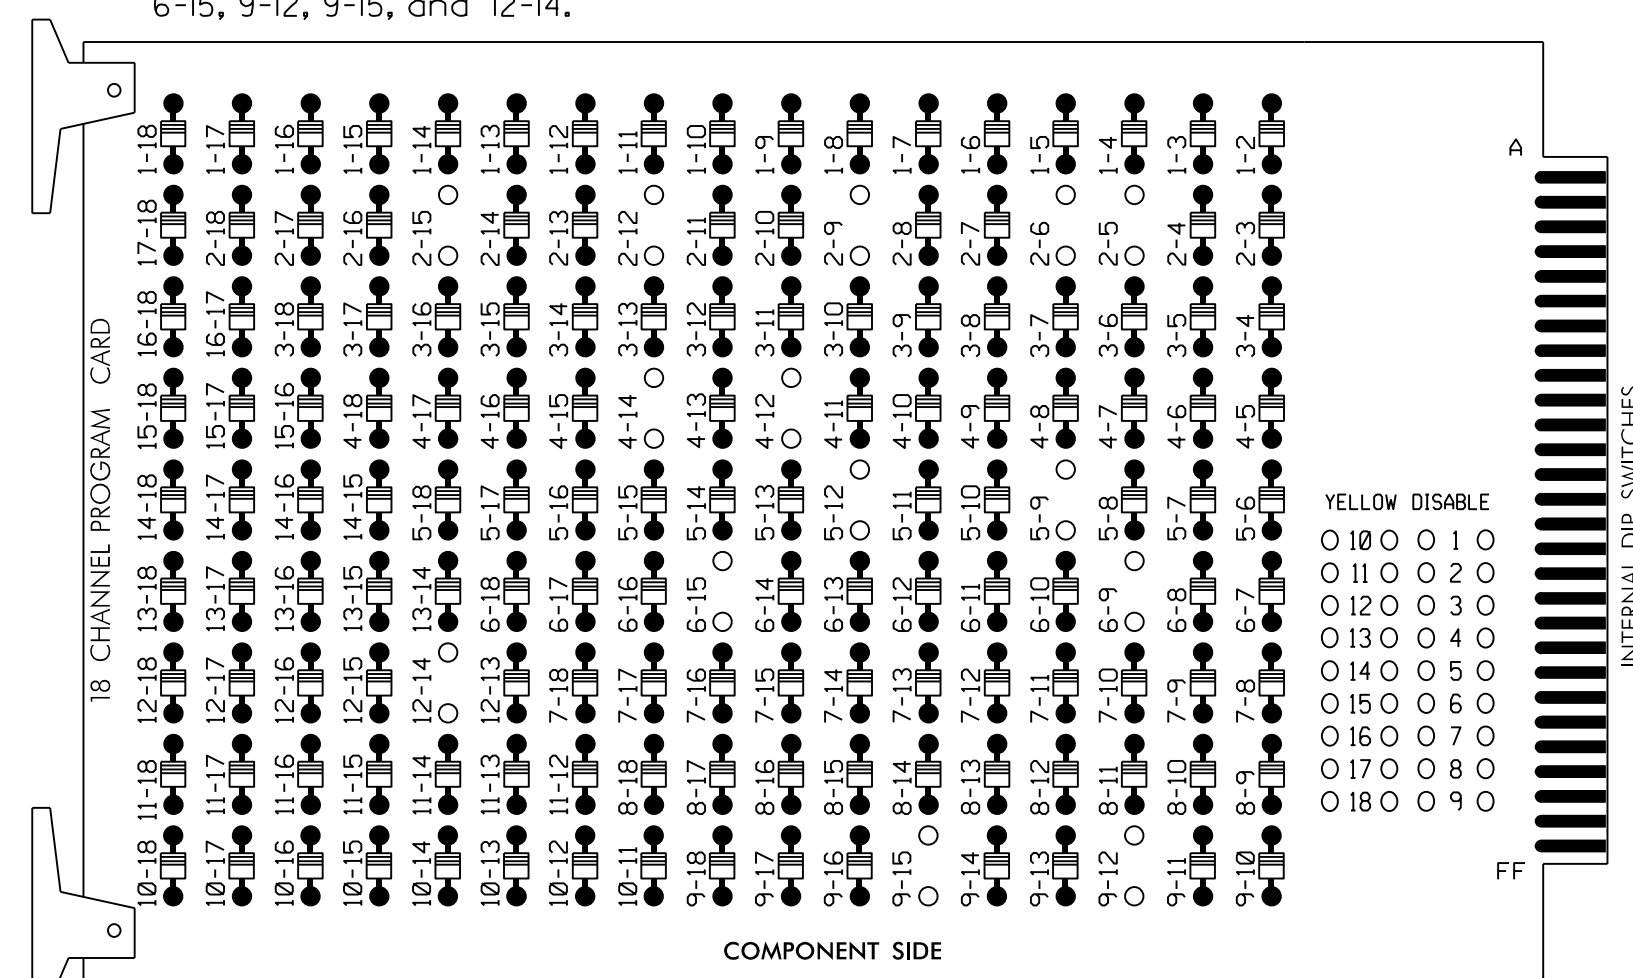 6-15, 9-12, 9-15, and 12-14.
1-18 1-17 1-16 1-15 1-14 1-13 1-12 1-11 1-10 1-9 1-8 1-7 1-6 1-5 1-4 1-3 1-2
A
17-18 2-18 2-17 2-16 2-15 2-14 2-13 2-12 2-11 2-10 2-9 2-8 2-7 2-6 2-5 2-4 2-3
16-18 16-17 3-18 3-17 3-16 3-15 3-14 3-13 3-12 3-11 3-10 3-9 3-8 3-7 3-6 3-5 3-4
15-18 15-17 15-16 4-18 4-17 4-16 4-15 4-14 4-13 4-12 4-11 4-10 4-9 4-8 4-7 4-6 4-5
14-18 14-17 14-16 14-15 5-18 5-17 5-16 5-15 5-14 5-13 5-12 5-11 5-10 5-9 5-8 5-7 5-6
13-18 13-17 13-16 13-15 13-14 6-18 6-17 6-16 6-15 6-14 6-13 6-12 6-11 6-10 6-9 6-8 6-7
12-18 12-17 12-16 12-15 12-14 12-13 7-18 7-17 7-16 7-15 7-14 7-13 7-12 7-11 7-10 7-9 7-8
11-18 11-17 11-16 11-15 11-14 11-13 11-12 8-18 8-17 8-16 8-15 8-14 8-13 8-12 8-11 8-10 8-9
10-18 10-17 10-16 10-15 10-14 10-13 10-12 10-11 9-18 9-17 9-16 9-15 9-14 9-13 9-12 9-11 9-10
18 CHANNEL PROGRAM CARD
YELLOW DISABLE
10 1
11 2
12 3
13 4
14 5
15 6
16 7
17 8
18 9
FF
INTERNAL DIP SWITCHES
COMPONENT SIDE